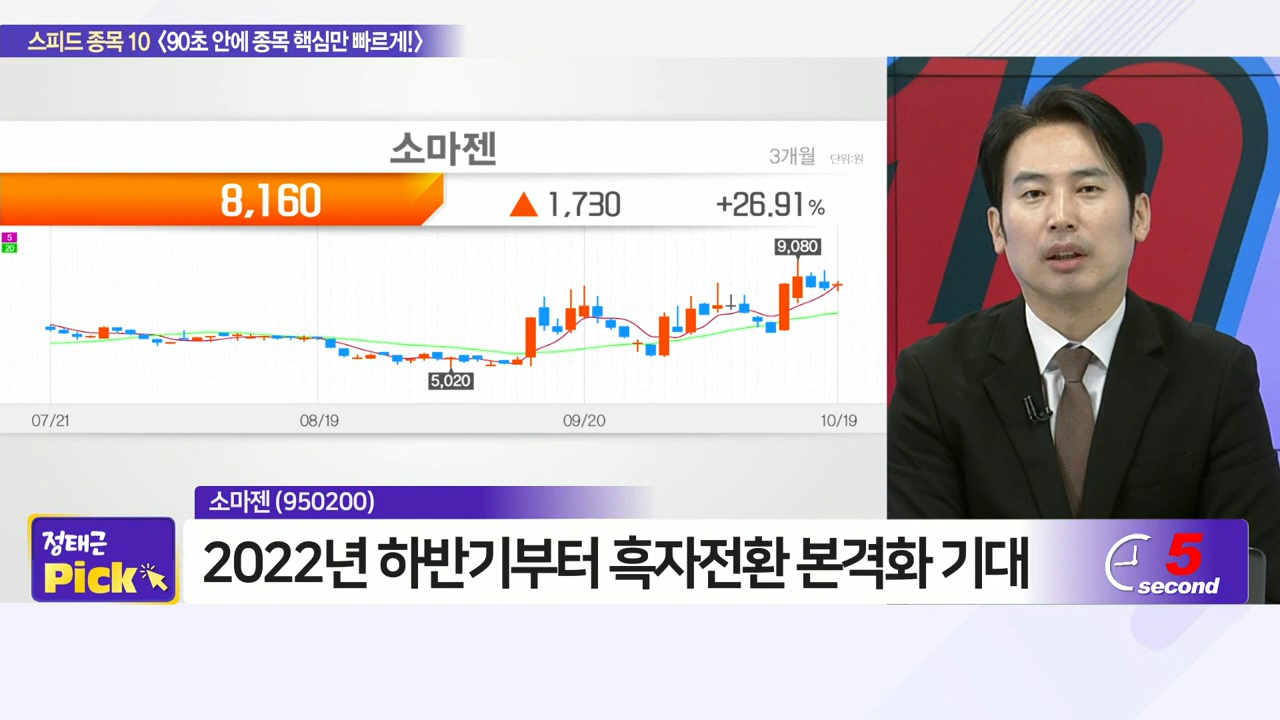 스피드 종목 10 〈90초 안에 종목 핵심만 빠르게!〉
소마젠
3개월 단위:원
8,160 ▲ 1,730 +26.91%
5
20
9,080
5,020
07/21 08/19 09/20 10/19
소마젠 (950200)
정태근
Pick
2022년 하반기부터 흑자전환 본격화 기대
5
second